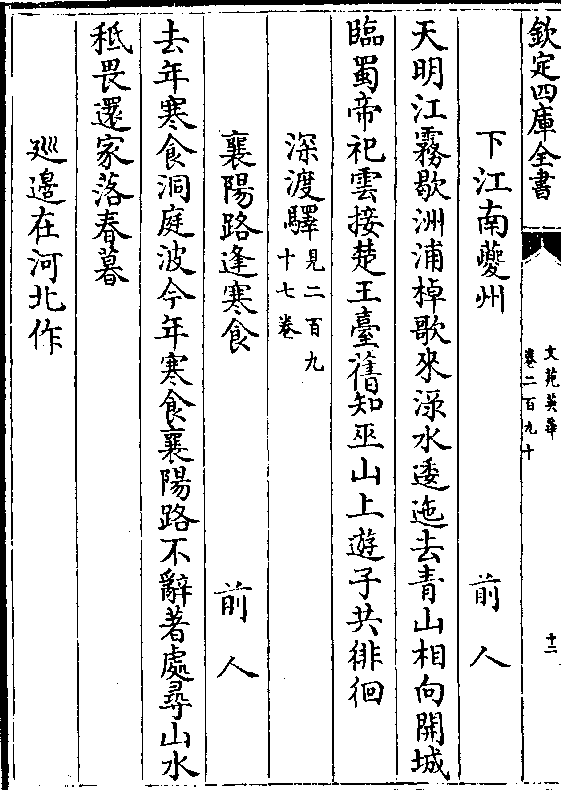 欽定四庫全書
文苑英華
卷二百九十
十二
下江南夔州 前人
天明江霧歇洲浦棹歌來淥水逶迤去青山相向開城
臨蜀帝祀雲接楚王臺舊知巫山上遊子共徘徊
深渡驛見二百九十七卷
襄陽路逢寒食 前人
去年寒食洞庭波今年寒食襄陽路不辭著處尋山水
秪畏還家落春暮
廵邉在河北作